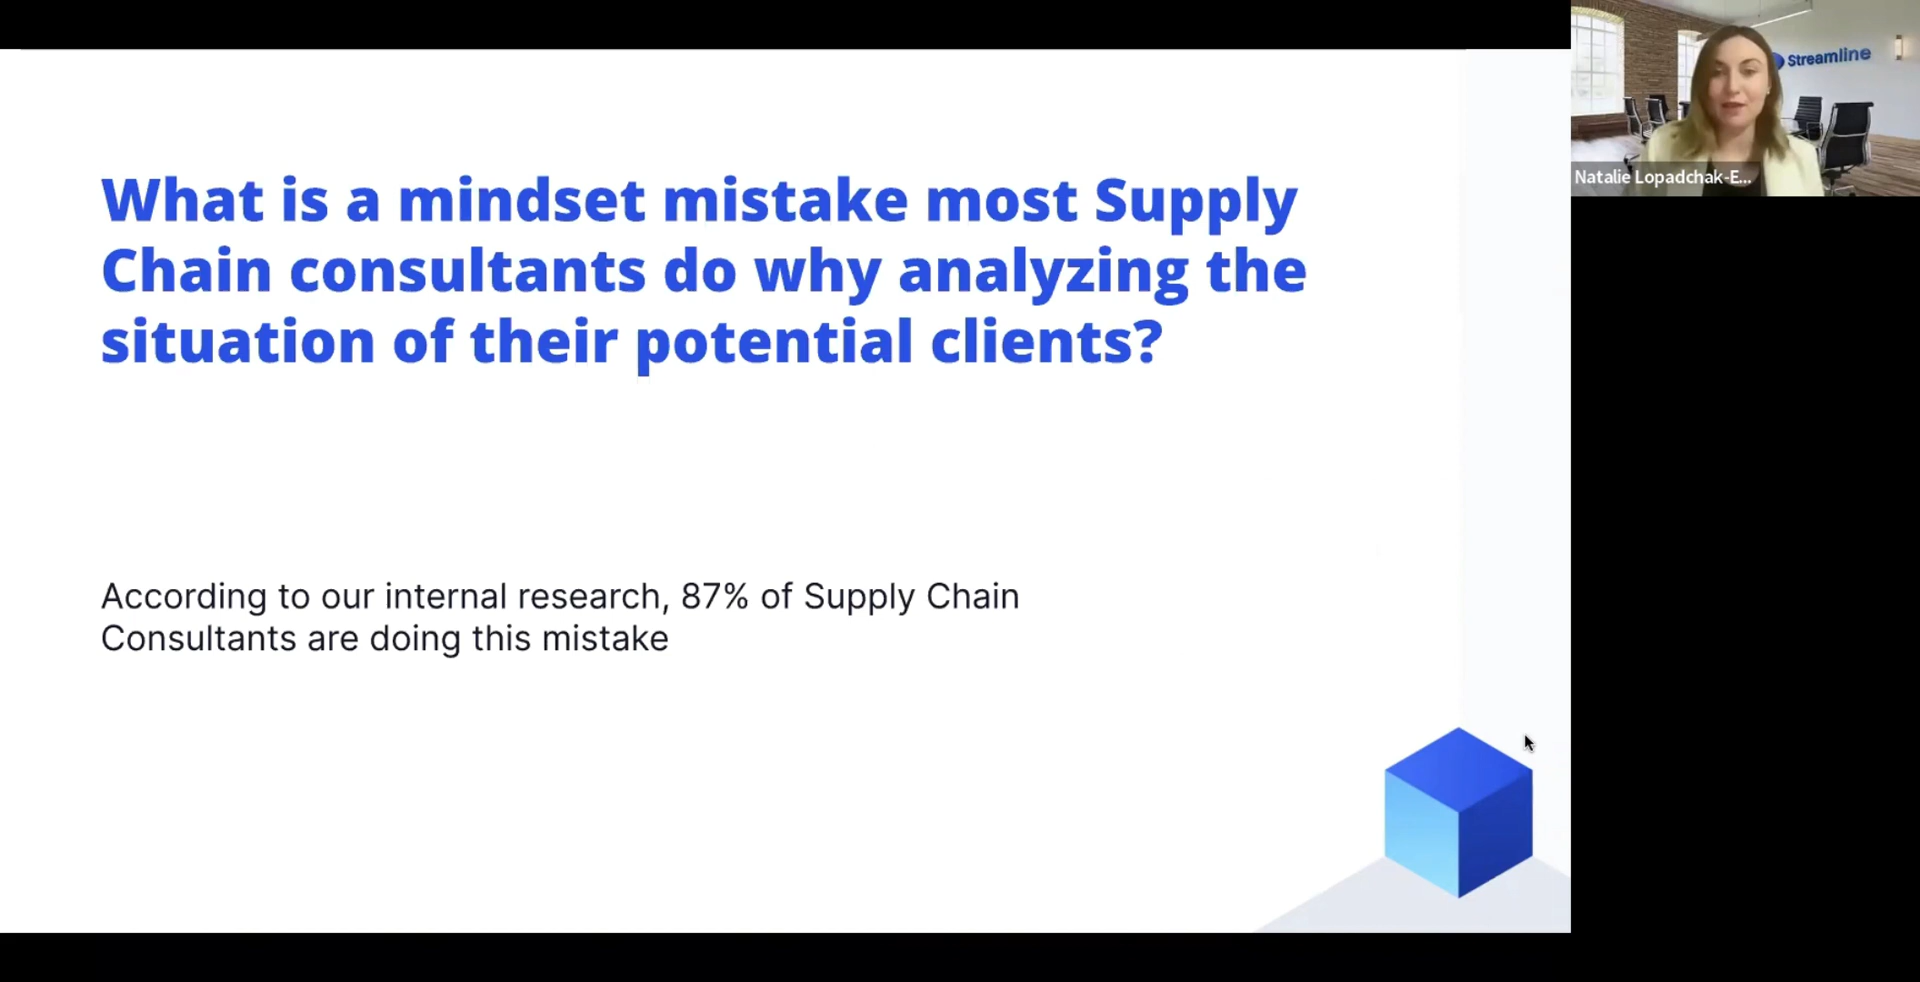 What is a mindset mistake most Supply
Chain consultants do why analyzing the
situation of their potential clients?
According to our internal research, 87% of Supply Chain
Consultants are doing this mistake
Streamline
Natalie Lopadchak-E...